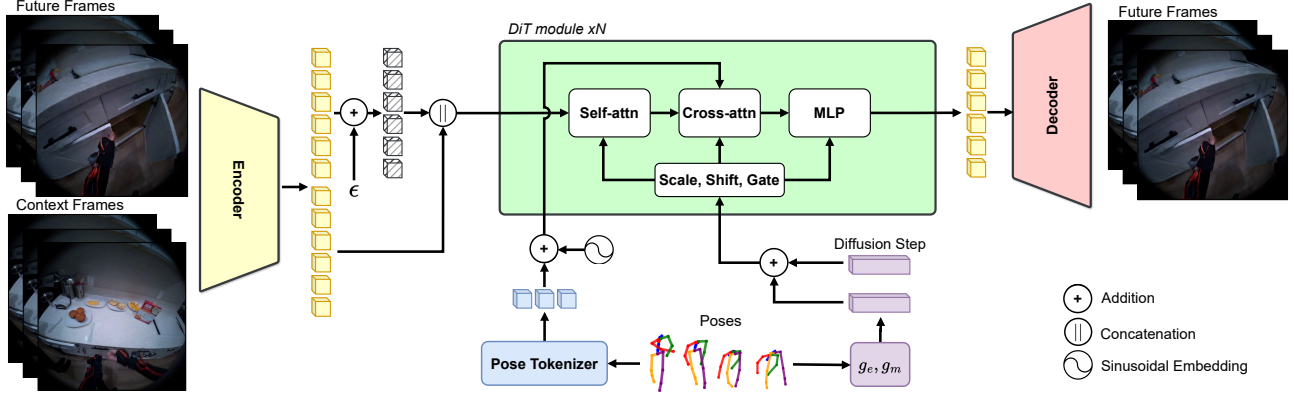 Future Frames
DiT module xN
Future Frames
Encoder
+
ϵ
||
Self-attn
Cross-attn
MLP
Scale, Shift, Gate
Decoder
Context Frames
+
+
Diffusion Step
Poses
Pose Tokenizer
g_e, g_m
+ Addition
|| Concatenation
Sinusoidal Embedding